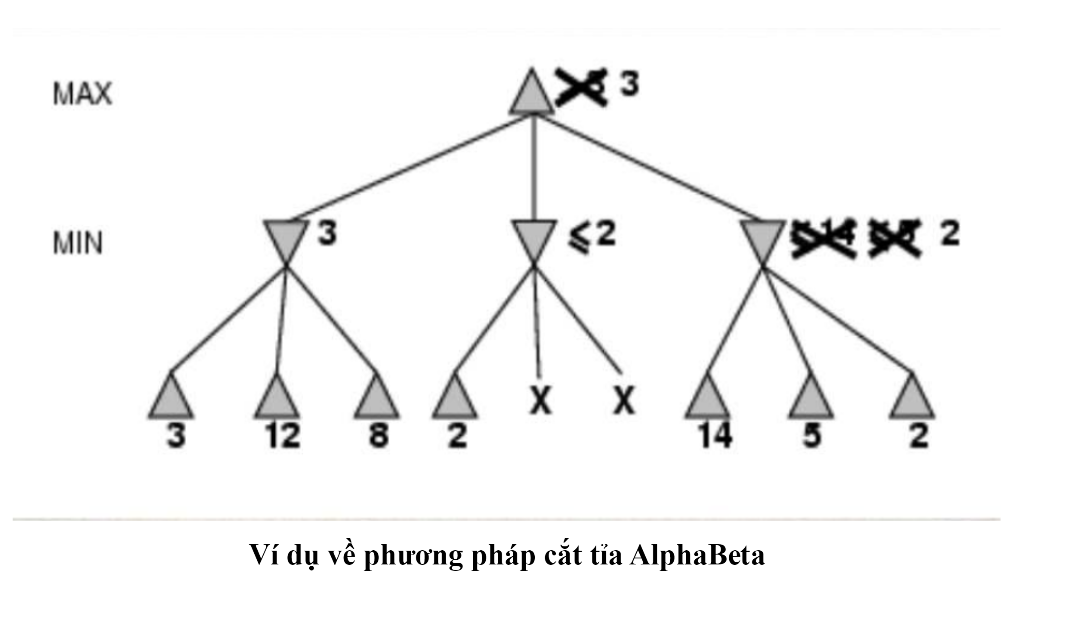 MAX 3
MIN 3 ≤2 2
X X
3 12 8 2 14 5 2
Ví dụ về phương pháp cắt tỉa AlphaBeta